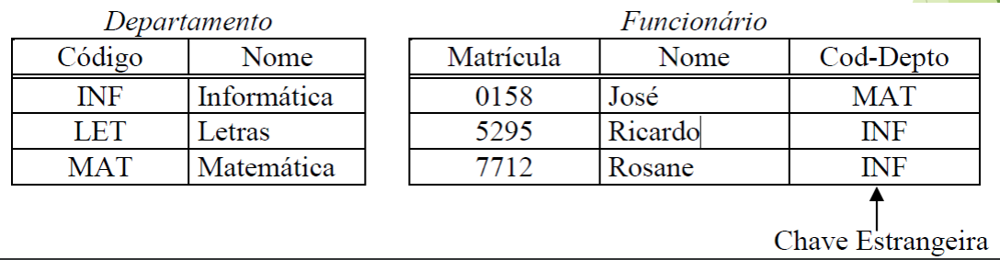 Departamento
Código Nome
INF Informática
LET Letras
MAT Matemática
Funcionário
Matrícula Nome Cod-Depto
0158 José MAT
5295 Ricardo INF
7712 Rosane INF
Chave Estrangeira